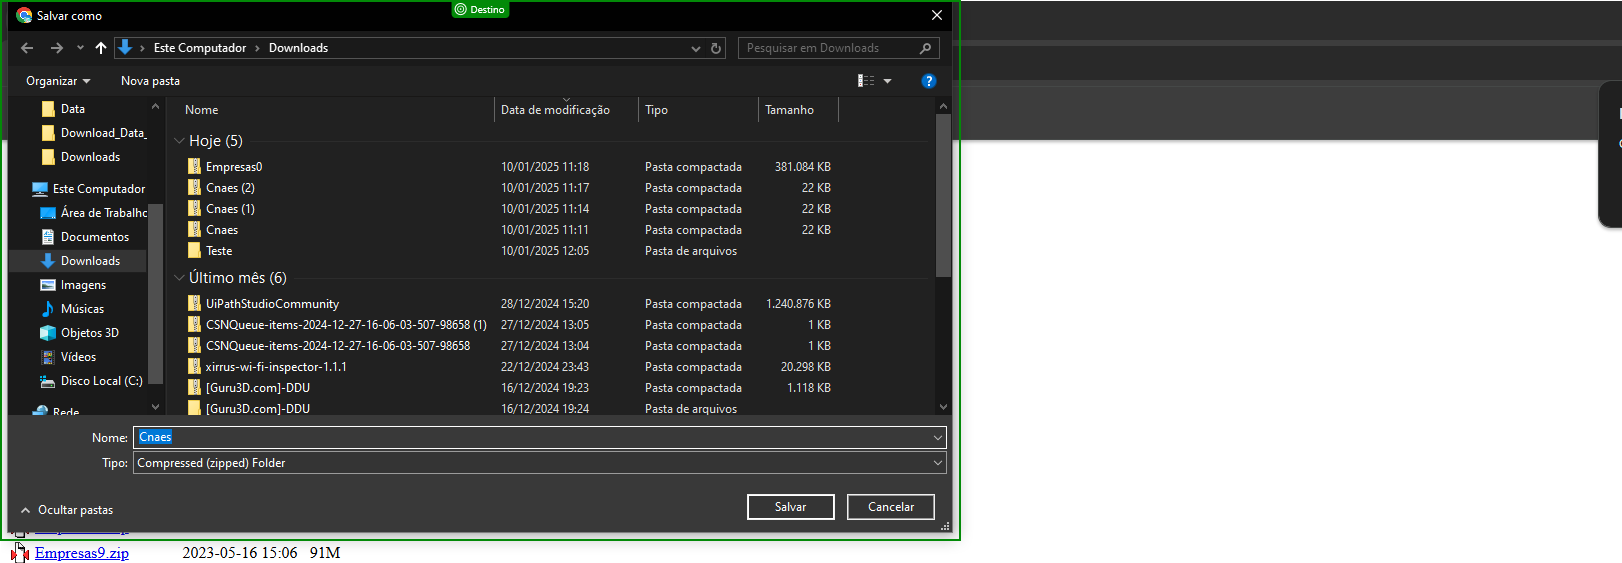 Salvar como
Destino
Este Computador > Downloads
Pesquisar em Downloads
Organizar Nova pasta
Nome Data de modificação Tipo Tamanho
Data
Download_Data_
Downloads
Este Computador
Área de Trabalho
Documentos
Downloads
Imagens
Músicas
Objetos 3D
Vídeos
Disco Local (C:)
Rede
Hoje (5)
Empresas0 10/01/2025 11:18 Pasta compactada 381.084 KB
Cnaes (2) 10/01/2025 11:17 Pasta compactada 22 KB
Cnaes (1) 10/01/2025 11:14 Pasta compactada 22 KB
Cnaes 10/01/2025 11:11 Pasta compactada 22 KB
Teste 10/01/2025 12:05 Pasta de arquivos
Último mês (6)
UiPathStudioCommunity 28/12/2024 15:20 Pasta compactada 1.240.876 KB
CSNQueue-items-2024-12-27-16-06-03-507-98658 (1) 27/12/2024 13:05 Pasta compactada 1 KB
CSNQueue-items-2024-12-27-16-06-03-507-98658 27/12/2024 13:04 Pasta compactada 1 KB
xirrus-wi-fi-inspector-1.1.1 22/12/2024 23:43 Pasta compactada 20.298 KB
[Guru3D.com]-DDU 16/12/2024 19:23 Pasta compactada 1.118 KB
[Guru3D.com]-DDU 16/12/2024 19:24 Pasta de arquivos
Nome: Cnaes
Tipo: Compressed (zipped) Folder
Ocultar pastas
Salvar Cancelar
Empresas9.zip 2023-05-16 15:06 91M